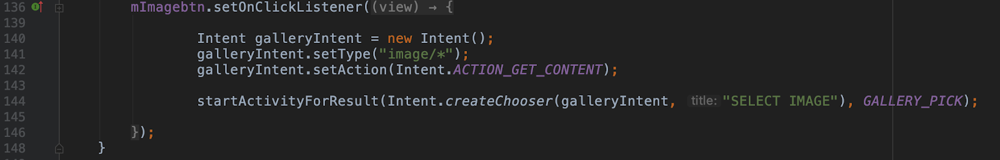 136 mImagebtn.setOnClickListener((view) → {
139
140 Intent galleryIntent = new Intent();
141 galleryIntent.setType("image/*");
142 galleryIntent.setAction(Intent.ACTION_GET_CONTENT);
143
144 startActivityForResult(Intent.createChooser(galleryIntent, title: "SELECT IMAGE"), GALLERY_PICK);
145
146 });
148 }